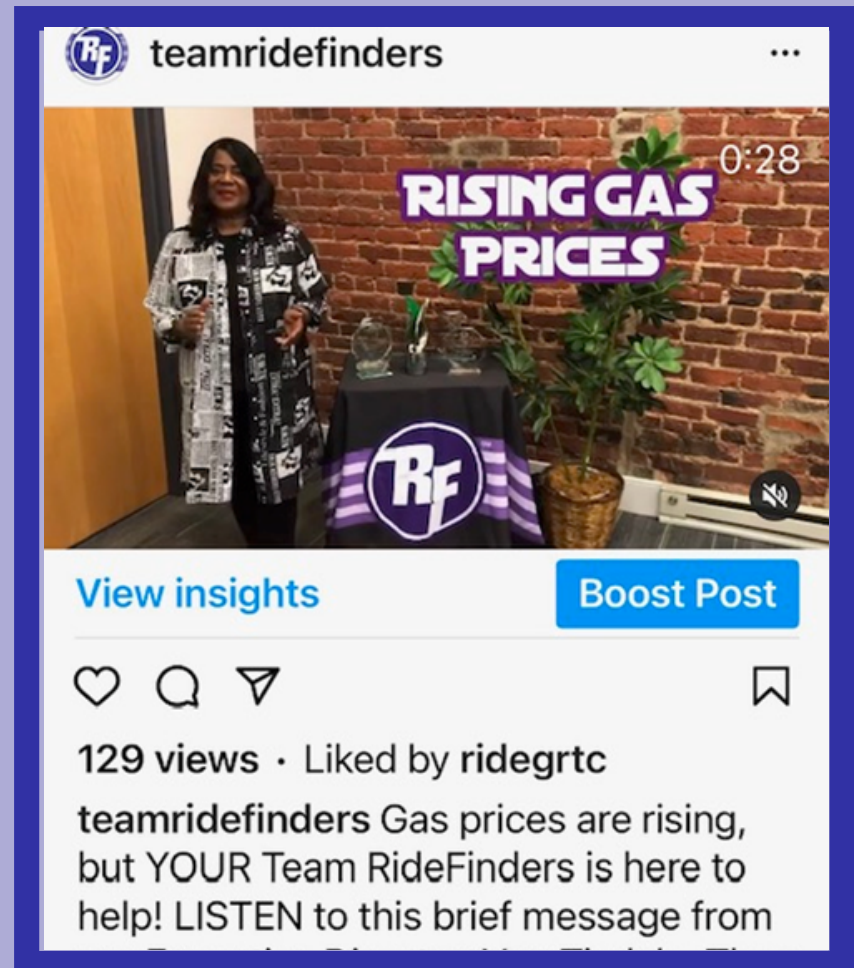 RF
teamridefinders
0:28
RISING GAS
PRICES
RF
View insights
Boost Post
129 views · Liked by ridegrtc
teamridefinders Gas prices are rising,
but YOUR Team RideFinders is here to
help! LISTEN to this brief message from